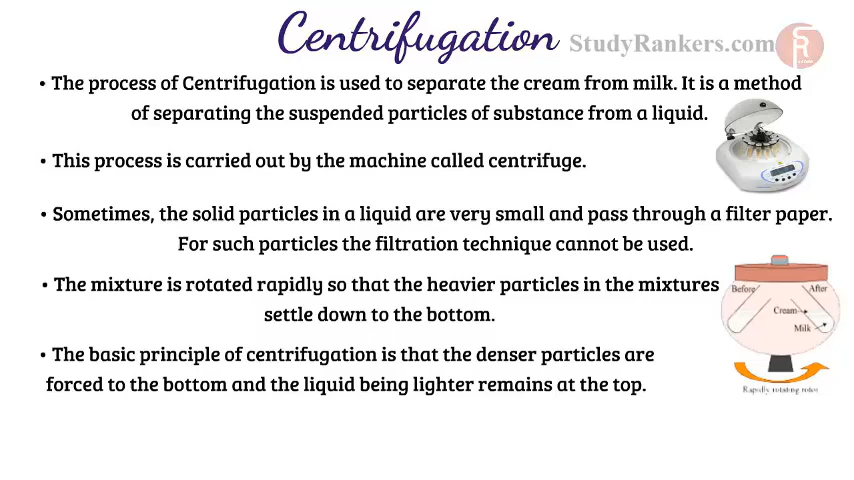 Centrifugation
StudyRankers.com
• The process of Centrifugation is used to separate the cream from milk. It is a method
of separating the suspended particles of substance from a liquid.
• This process is carried out by the machine called centrifuge.
• Sometimes, the solid particles in a liquid are very small and pass through a filter paper.
For such particles the filtration technique cannot be used.
• The mixture is rotated rapidly so that the heavier particles in the mixtures
settle down to the bottom.
Before
After
Cream
Milk
• The basic principle of centrifugation is that the denser particles are
forced to the bottom and the liquid being lighter remains at the top.
Rapidly rotating rotor